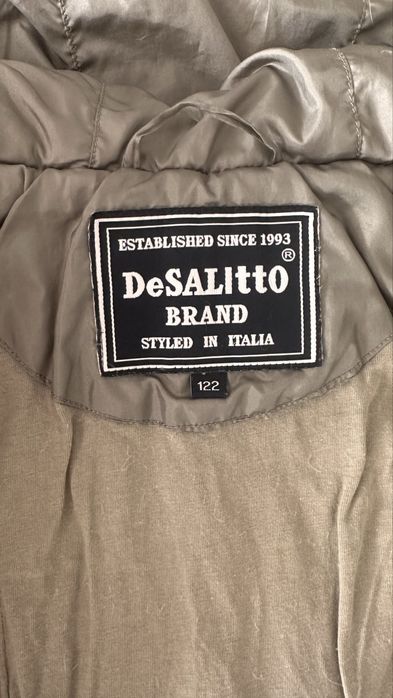 ESTABLISHED SINCE 1993
®
DeSALItto
BRAND
STYLED IN ITALIA
122